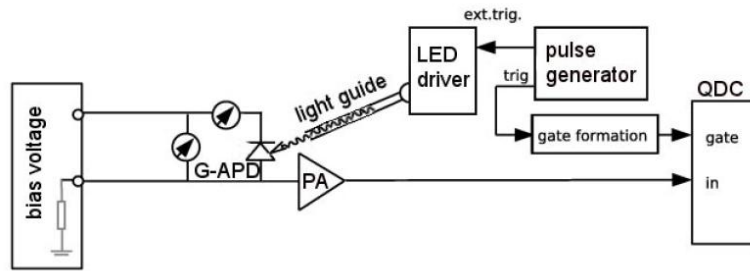 ext.trig.
LED
driver
pulse
generator
trig
QDC
light guide
gate formation
gate
bias voltage
G-APD
PA
in